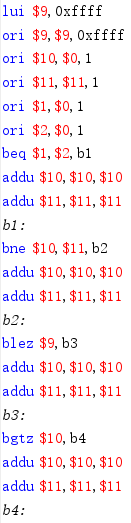 lui $9,0xffff
ori $9,$9,0xffff
ori $10,$0,1
ori $11,$11,1
ori $1,$0,1
ori $2,$0,1
beq $1,$2,b1
addu $10,$10,$10
addu $11,$11,$11
b1:
bne $10,$11,b2
addu $10,$10,$10
addu $11,$11,$11
b2:
blez $9,b3
addu $10,$10,$10
addu $11,$11,$11
b3:
bgtz $10,b4
addu $10,$10,$10
addu $11,$11,$11
b4: